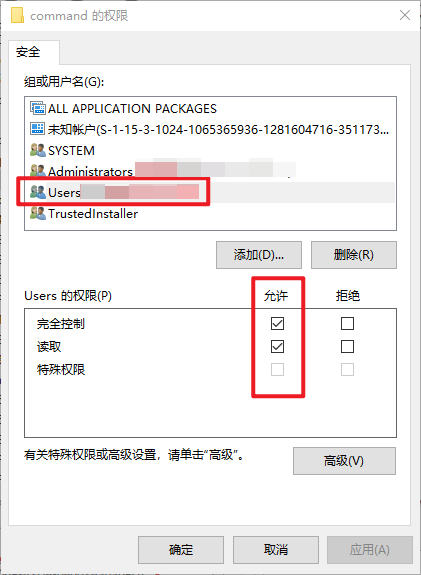 command 的权限
安全
组或用户名(G):
ALL APPLICATION PACKAGES
未知帐户(S-1-15-3-1024-1065365936-1281604716-351173...
SYSTEM
Administrators
Users
TrustedInstaller
添加(D)...
删除(R)
Users 的权限(P)
允许
拒绝
完全控制
读取
特殊权限
有关特殊权限或高级设置，请单击“高级”。
高级(V)
确定
取消
应用(A)